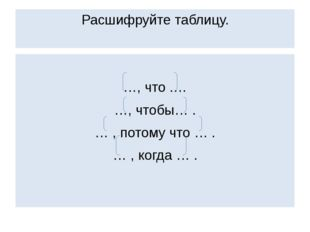 Расшифруйте таблицу.
…, что ….
…, чтобы… .
… , потому что … .
… , когда … .